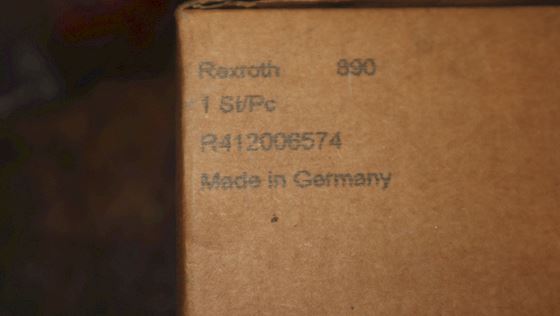 Rexroth 890
1 St/Pc
R412006574
Made in Germany